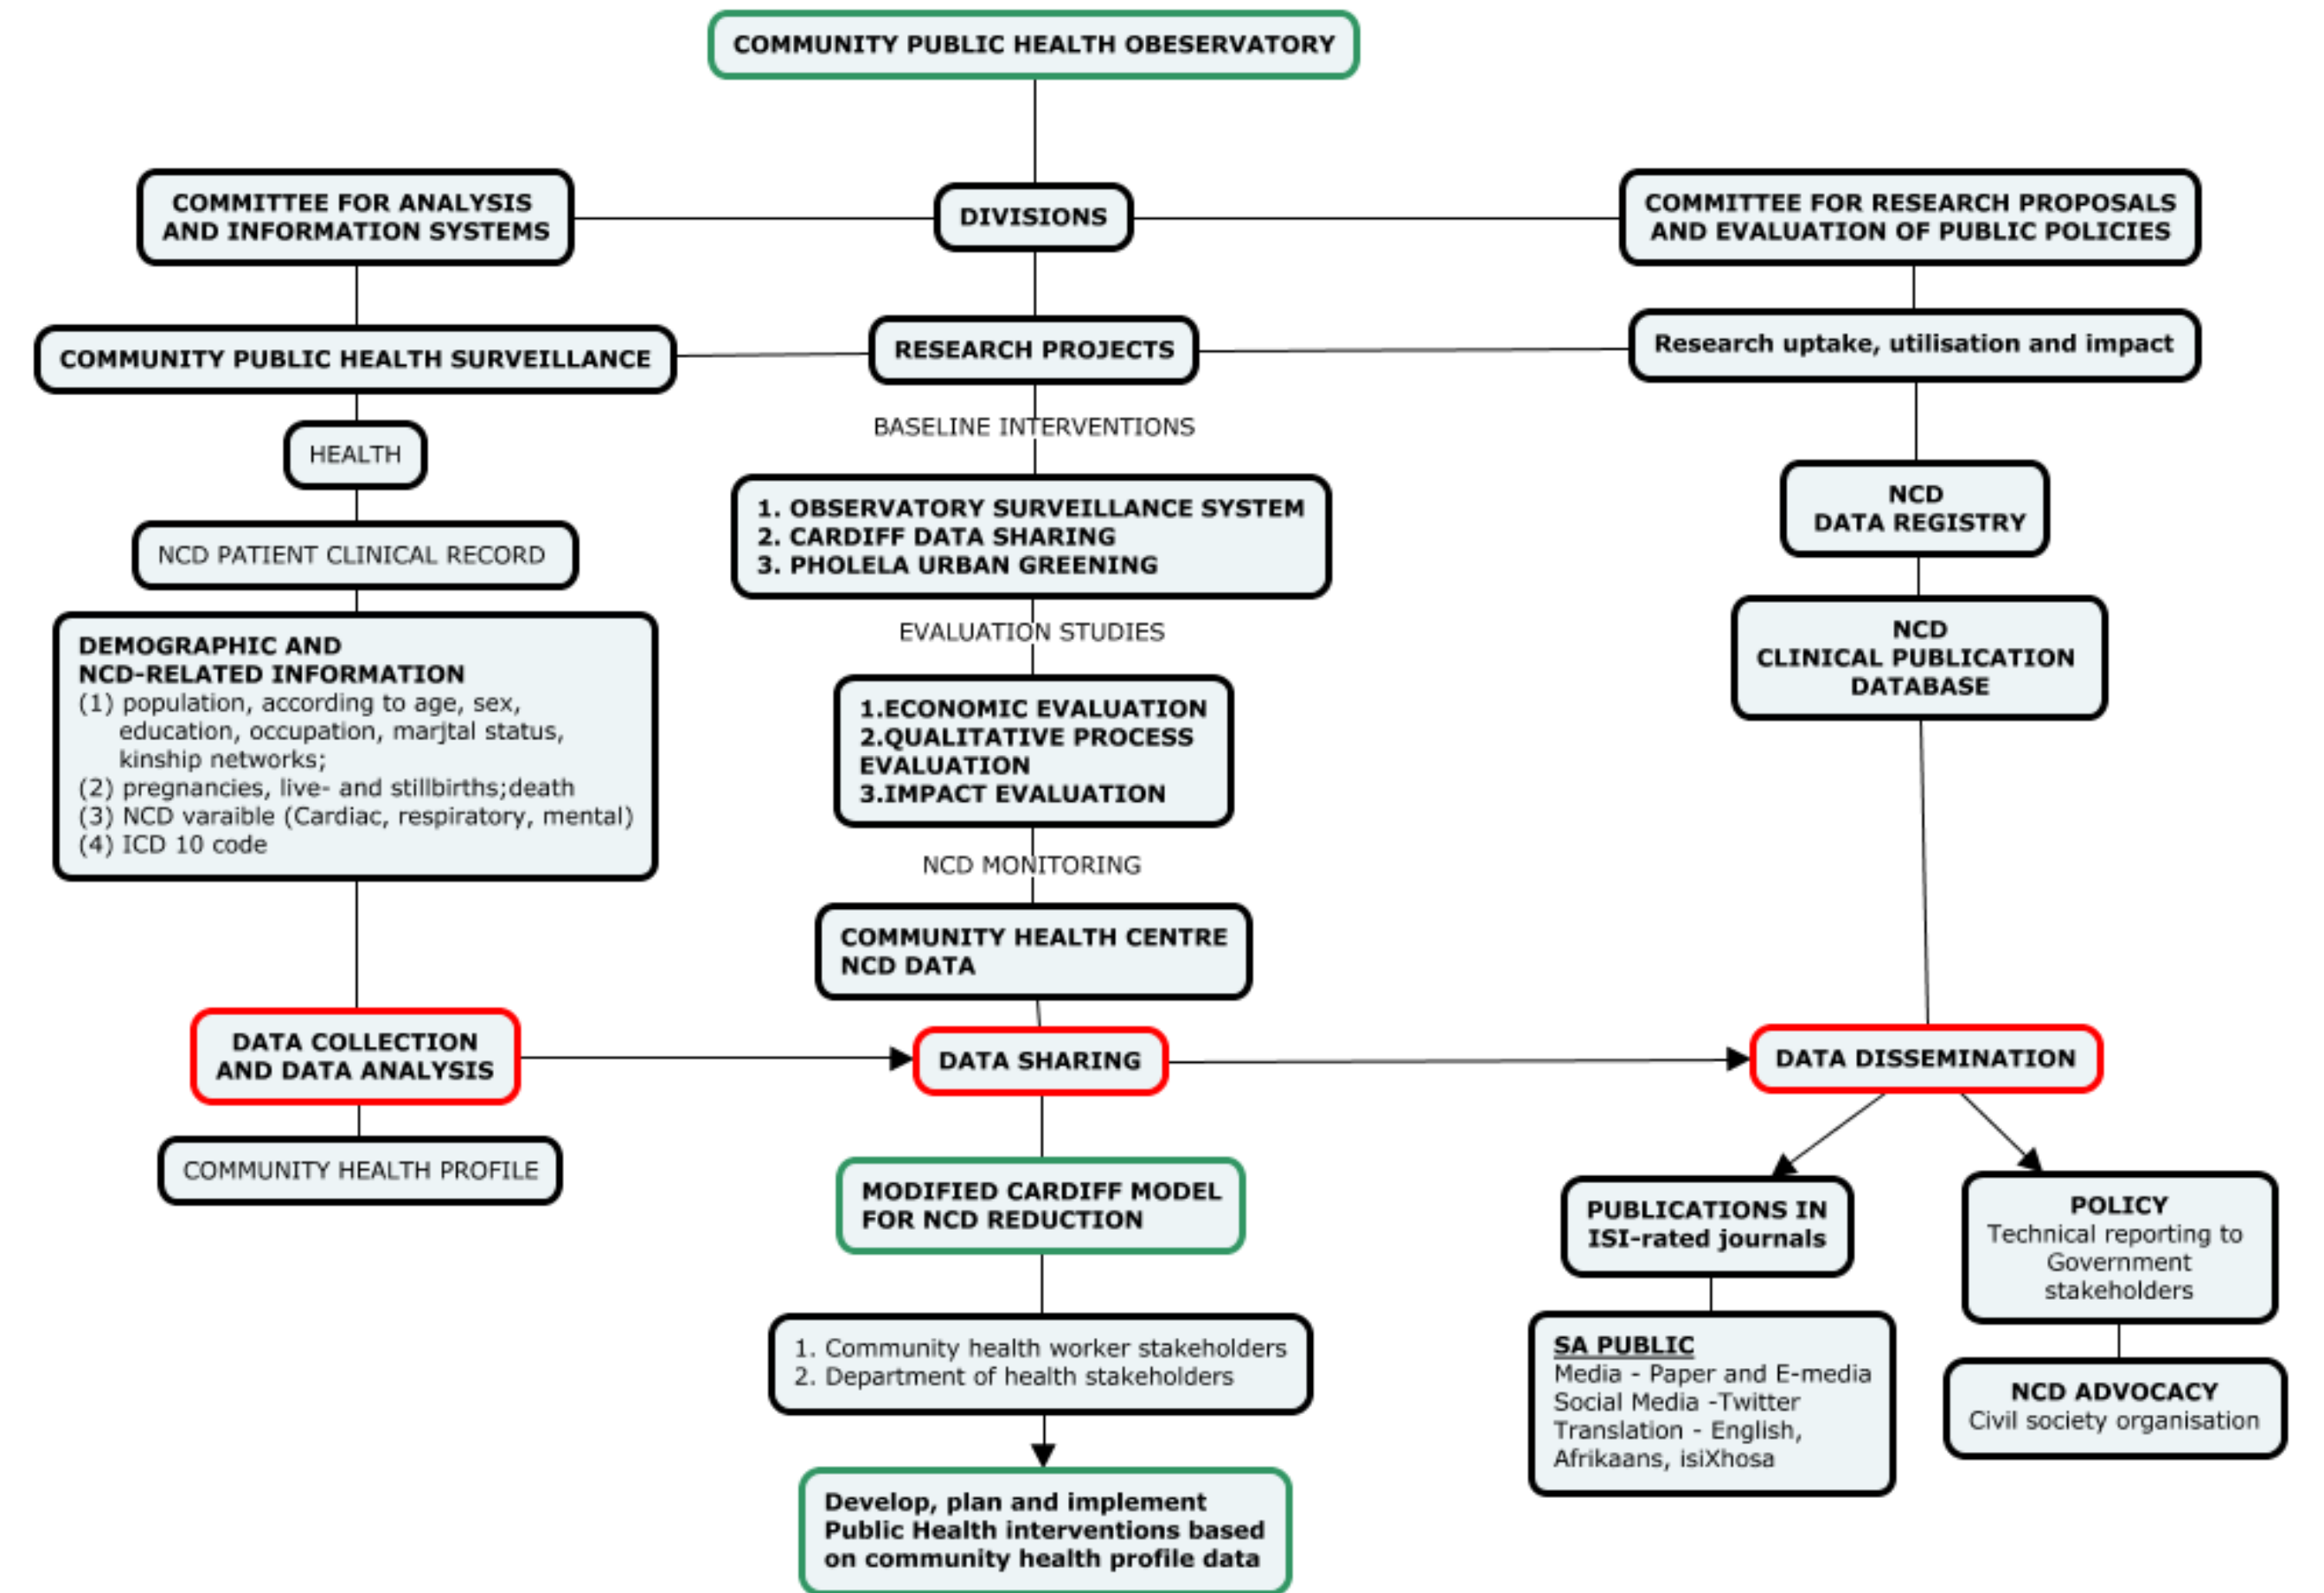 COMMUNITY PUBLIC HEALTH OBESERVATORY
COMMITTEE FOR ANALYSIS
AND INFORMATION SYSTEMS
DIVISIONS
COMMITTEE FOR RESEARCH PROPOSALS
AND EVALUATION OF PUBLIC POLICIES
COMMUNITY PUBLIC HEALTH SURVEILLANCE
RESEARCH PROJECTS
Research uptake, utilisation and impact
HEALTH
NCD PATIENT CLINICAL RECORD
DEMOGRAPHIC AND
NCD-RELATED INFORMATION
(1) population, according to age, sex,
education, occupation, marjtal status,
kinship networks;
(2) pregnancies, live- and stillbirths;death
(3) NCD varaible (Cardiac, respiratory, mental)
(4) ICD 10 code
BASELINE INTERVENTIONS
1. OBSERVATORY SURVEILLANCE SYSTEM
2. CARDIFF DATA SHARING
3. PHOLELA URBAN GREENING
EVALUATION STUDIES
1.ECONOMIC EVALUATION
2.QUALITATIVE PROCESS
EVALUATION
3.IMPACT EVALUATION
NCD MONITORING
COMMUNITY HEALTH CENTRE
NCD DATA
NCD
DATA REGISTRY
NCD
CLINICAL PUBLICATION
DATABASE
DATA COLLECTION
AND DATA ANALYSIS
DATA SHARING
DATA DISSEMINATION
COMMUNITY HEALTH PROFILE
MODIFIED CARDIFF MODEL
FOR NCD REDUCTION
1. Community health worker stakeholders
2. Department of health stakeholders
Develop, plan and implement
Public Health interventions based
on community health profile data
PUBLICATIONS IN
ISI-rated journals
SA PUBLIC
Media - Paper and E-media
Social Media -Twitter
Translation - English,
Afrikaans, isiXhosa
POLICY
Technical reporting to
Government
stakeholders
NCD ADVOCACY
Civil society organisation